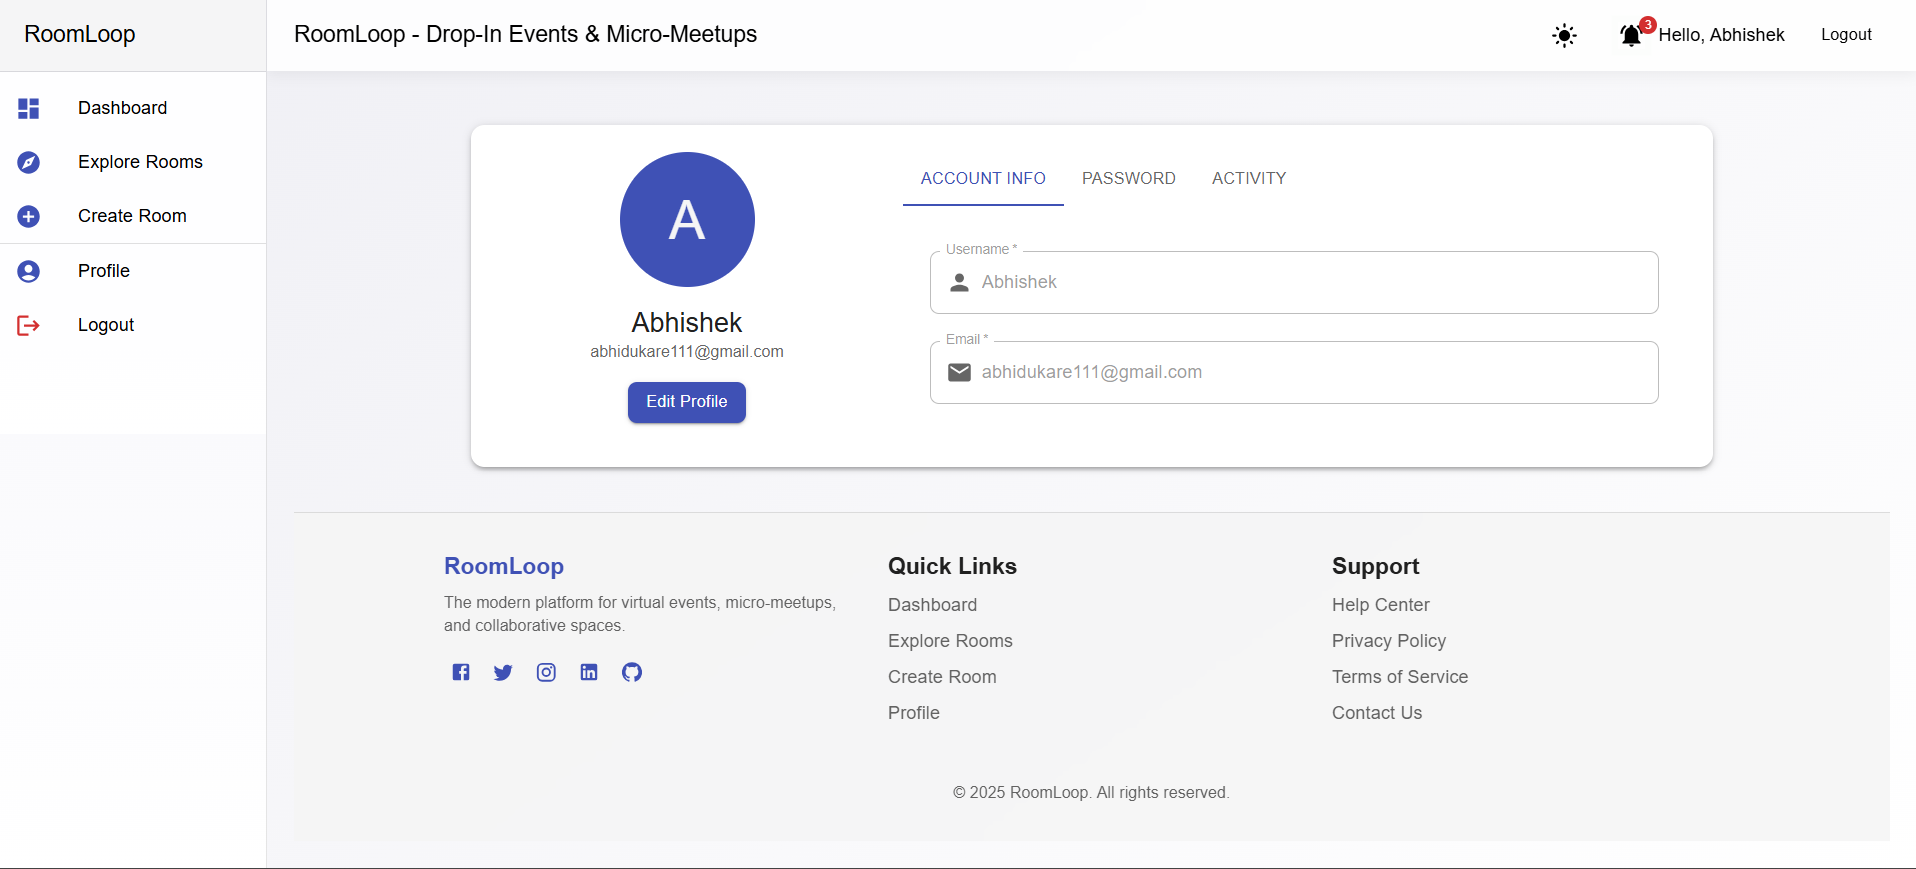 RoomLoop
RoomLoop - Drop-In Events & Micro-Meetups
3
Hello, Abhishek
Logout
Dashboard
Explore Rooms
Create Room
Profile
Logout
A
Abhishek
abhidukare111@gmail.com
Edit Profile
ACCOUNT INFO
PASSWORD
ACTIVITY
Username *
Abhishek
Email *
abhidukare111@gmail.com
RoomLoop
The modern platform for virtual events, micro-meetups,
and collaborative spaces.
Quick Links
Dashboard
Explore Rooms
Create Room
Profile
Support
Help Center
Privacy Policy
Terms of Service
Contact Us
© 2025 RoomLoop. All rights reserved.